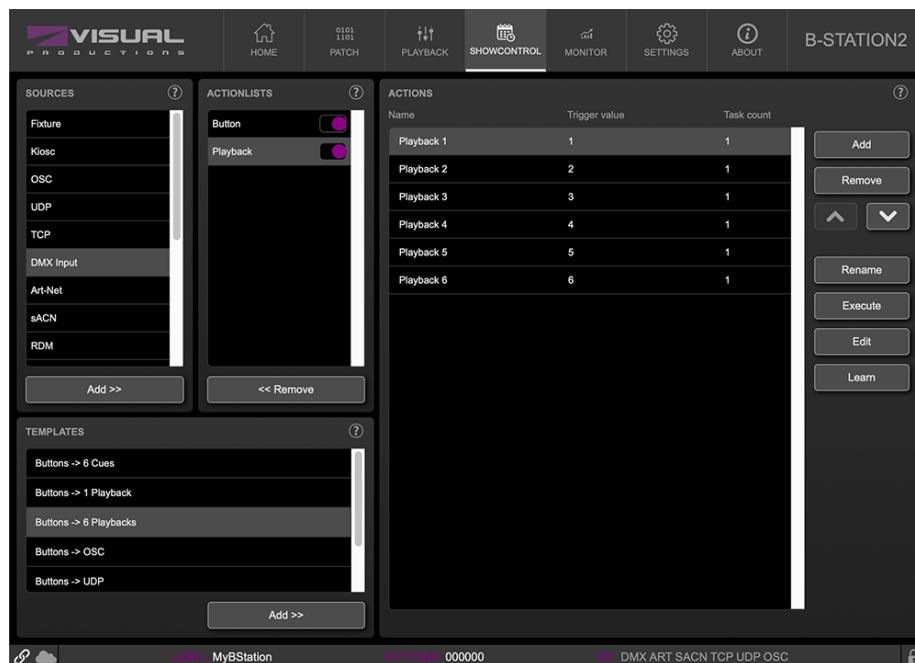 VISUAL
PRODUCTIONS
HOME
0101
1101
PATCH
PLAYBACK
SHOWCONTROL
MONITOR
SETTINGS
i
ABOUT
B-STATION2
SOURCES ?
Fixture
Kiosc
OSC
UDP
TCP
DMX Input
Art-Net
sACN
RDM
Add >>
ACTIONLISTS ?
Button
Playback
<< Remove
TEMPLATES ?
Buttons -> 6 Cues
Buttons -> 1 Playback
Buttons -> 6 Playbacks
Buttons -> OSC
Buttons -> UDP
Add >>
ACTIONS ?
Name Trigger value Task count
Playback 1 1 1
Playback 2 2 1
Playback 3 3 1
Playback 4 4 1
Playback 5 5 1
Playback 6 6 1
Add
Remove
Rename
Execute
Edit
Learn
LABEL: MyBStation BUTTONS: 000000 DMX ART SACN TCP UDP OSC